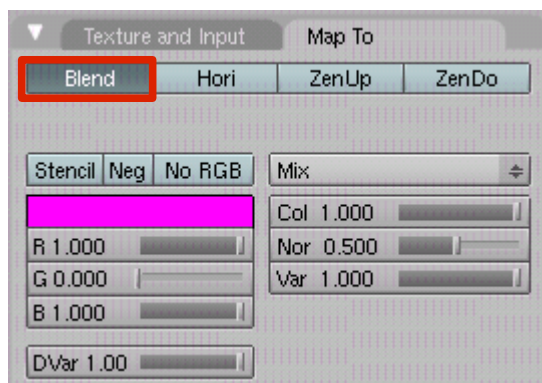 Texture and Input Map To
Blend Hori ZenUp ZenDo
Stencil Neg No RGB Mix
Col 1.000
R 1.000 Nor 0.500
G 0.000 Var 1.000
B 1.000
DVar 1.00